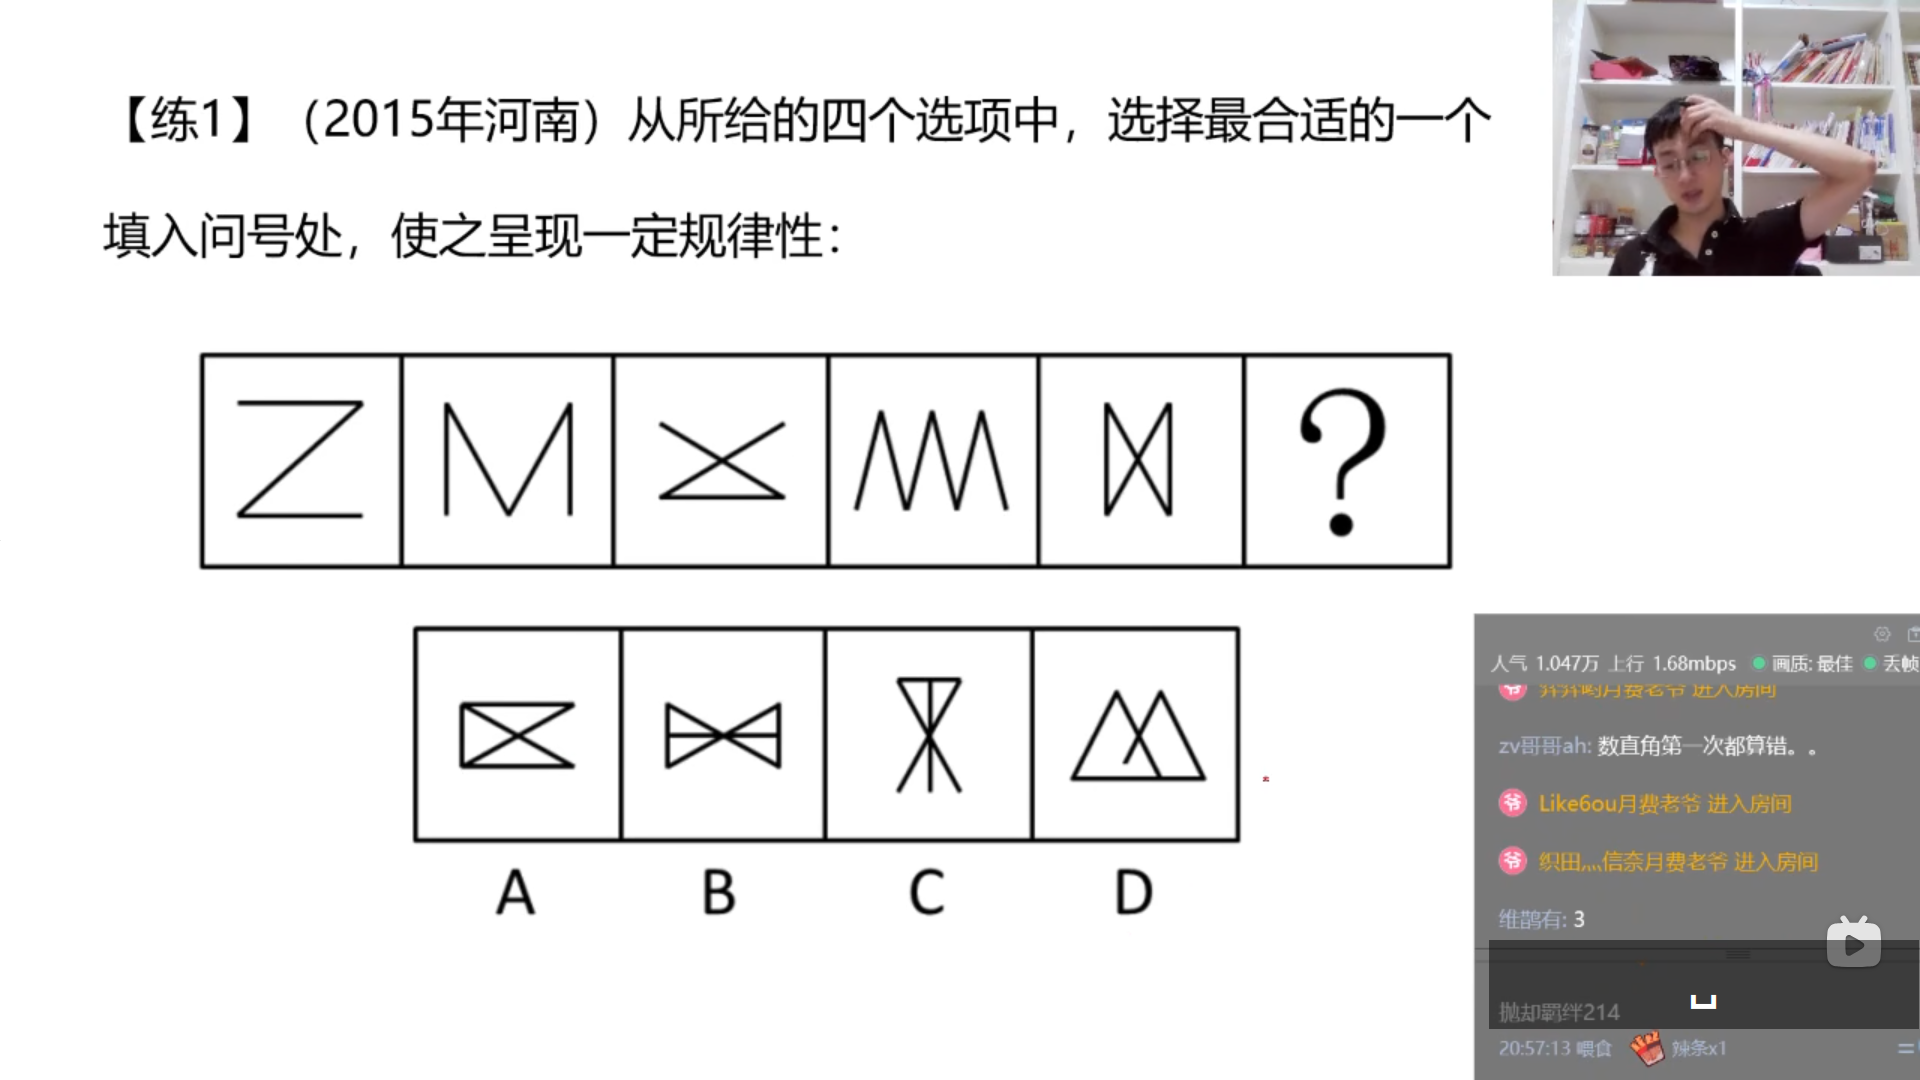 【练1】（2015年河南）从所给的四个选项中，选择最合适的一个
填入问号处，使之呈现一定规律性：
?
A B C D
人气 1.047万 上行 1.68mbps 画质: 最佳 丢帧
月费老爷 进入房间
zv哥哥ah: 数直角第一次都算错。。
爷 Like6ou月费老爷 进入房间
爷 织田灬信奈月费老爷 进入房间
维鹊有: 3
抛却羁绊214
20:57:13 喂食 辣条x1